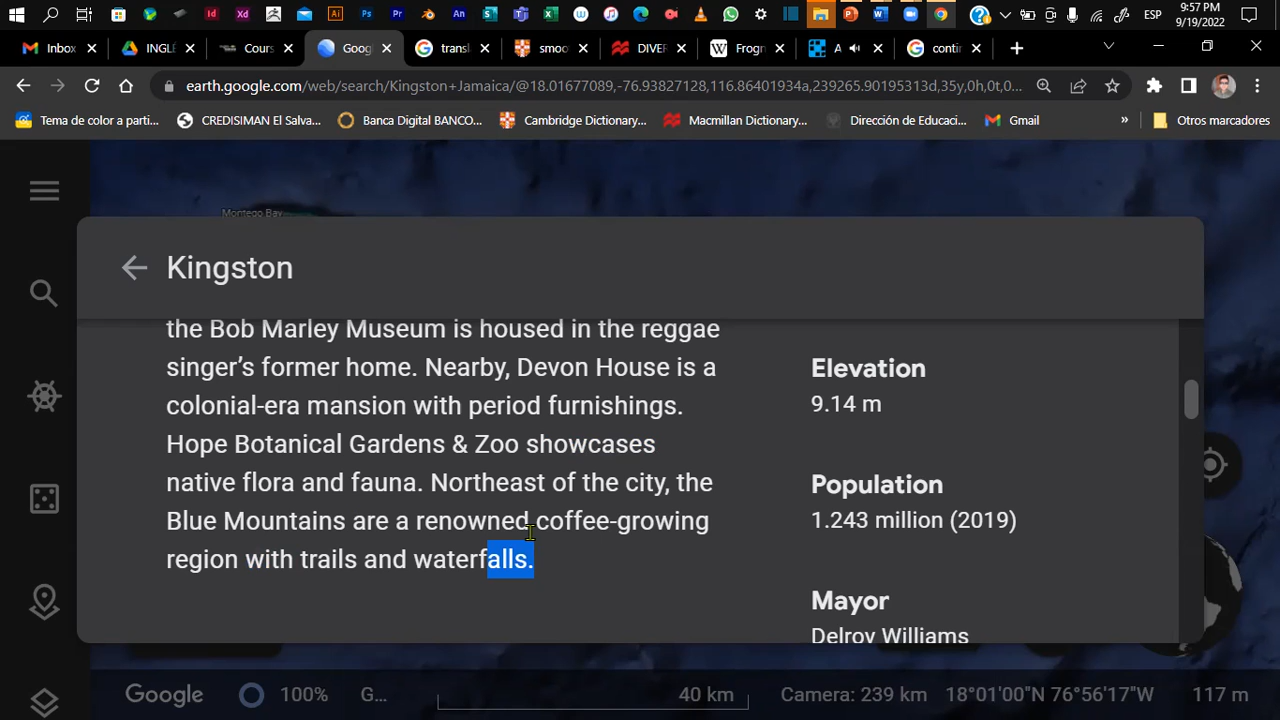 9:57 PM
ESP
9/19/2022
Inbox
INGLÉ
Cours
Googl
transl
smoo
DIVER
Frogn
A
contin
earth.google.com/web/search/Kingston+Jamaica/@18.01677089,-76.93827128,116.86401934a,239265.90195313d,35y,0h,0t,0...
Tema de color a parti...
CREDISIMAN El Salva...
Banca Digital BANCO...
Cambridge Dictionary...
Macmillan Dictionary...
Dirección de Educaci...
Gmail
»
Otros marcadores
Montego Bay
Kingston
the Bob Marley Museum is housed in the reggae
singer’s former home. Nearby, Devon House is a
colonial-era mansion with period furnishings.
Hope Botanical Gardens & Zoo showcases
native flora and fauna. Northeast of the city, the
Blue Mountains are a renowned coffee-growing
region with trails and waterfalls.
Elevation
9.14 m
Population
1.243 million (2019)
Mayor
Delroy Williams
Google
100%
G...
40 km
Camera: 239 km
18°01'00"N 76°56'17"W
117 m